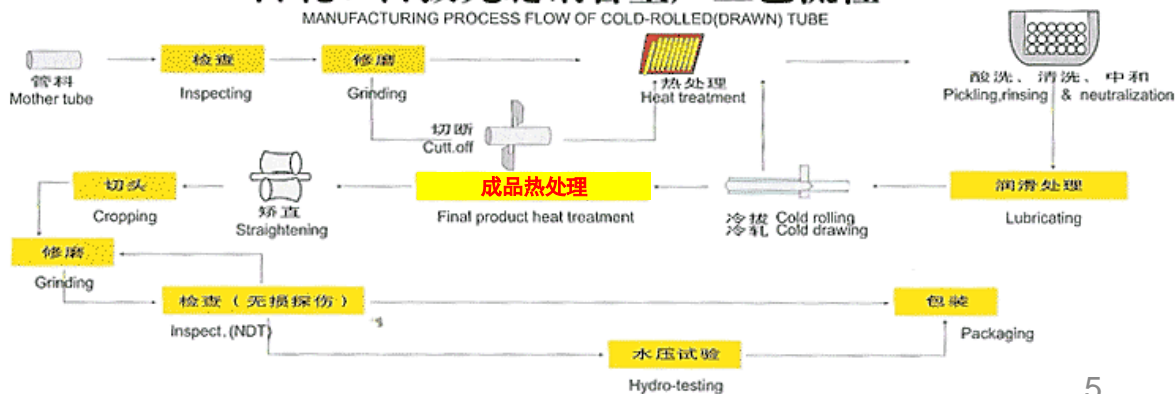 MANUFACTURING PROCESS FLOW OF COLD-ROLLED(DRAWN) TUBE
管料
Mother tube
检查
Inspecting
修磨
Grinding
热处理
Heat treatment
酸洗、清洗、中和
Pickling,rinsing & neutralization
切断
Cutt.off
切头
Cropping
矫直
Straightening
成品热处理
Final product heat treatment
冷拔 Cold rolling
冷轧 Cold drawing
润滑处理
Lubricating
修磨
Grinding
检查(无损探伤)
Inspect.(NDT)
包装
Packaging
水压试验
Hydro-testing
5